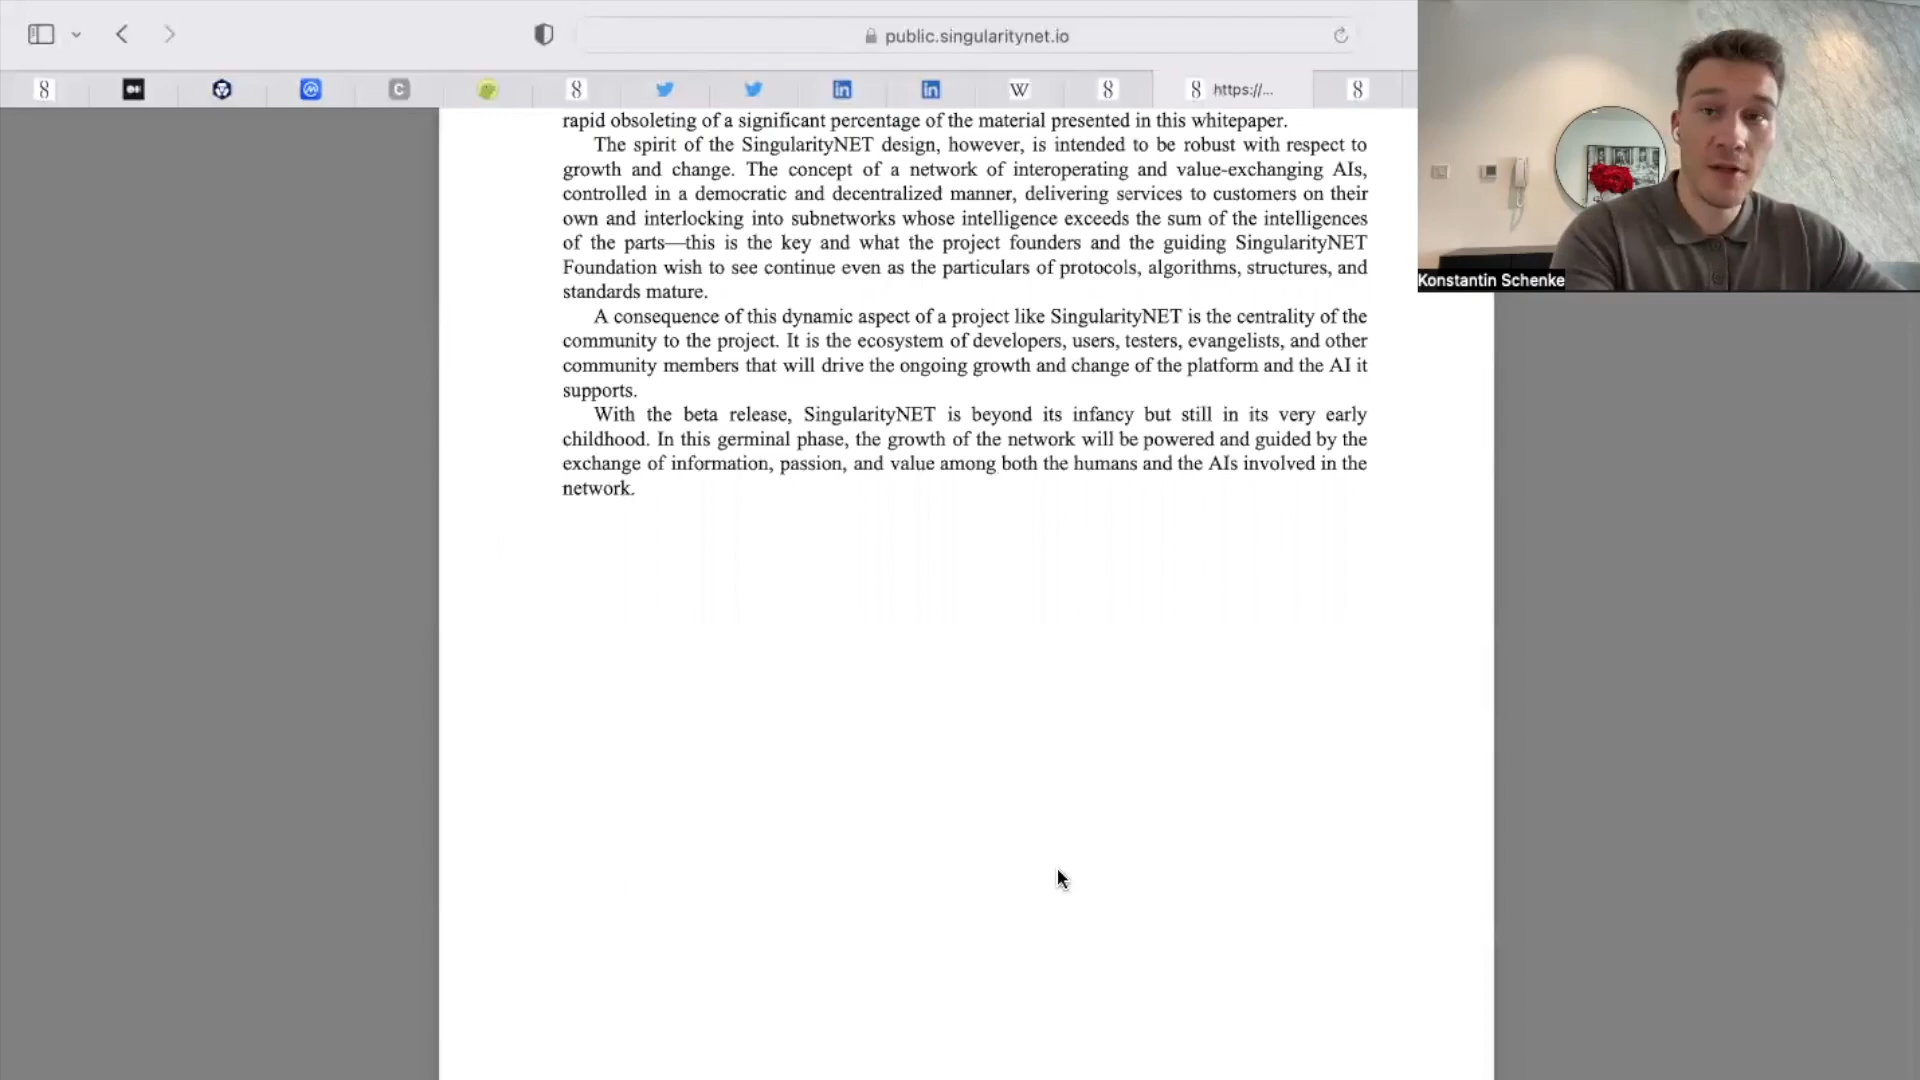 public.singularitynet.io
https://...
rapid obsoleting of a significant percentage of the material presented in this whitepaper.
The spirit of the SingularityNET design, however, is intended to be robust with respect to
growth and change. The concept of a network of interoperating and value-exchanging AIs,
controlled in a democratic and decentralized manner, delivering services to customers on their
own and interlocking into subnetworks whose intelligence exceeds the sum of the intelligences
of the parts—this is the key and what the project founders and the guiding SingularityNET
Foundation wish to see continue even as the particulars of protocols, algorithms, structures, and
standards mature.
A consequence of this dynamic aspect of a project like SingularityNET is the centrality of the
community to the project. It is the ecosystem of developers, users, testers, evangelists, and other
community members that will drive the ongoing growth and change of the platform and the AI it
supports.
With the beta release, SingularityNET is beyond its infancy but still in its very early
childhood. In this germinal phase, the growth of the network will be powered and guided by the
exchange of information, passion, and value among both the humans and the AIs involved in the
network.
Konstantin Schenke